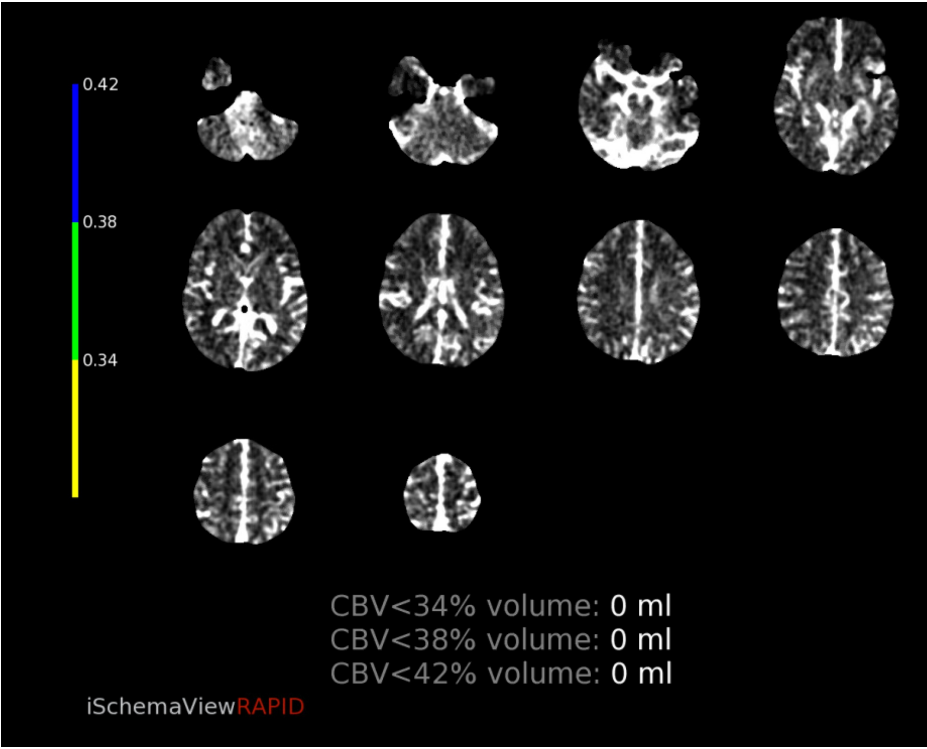 0.42
0.38
0.34
CBV<34% volume: 0 ml
CBV<38% volume: 0 ml
CBV<42% volume: 0 ml
iSchemaViewRAPID